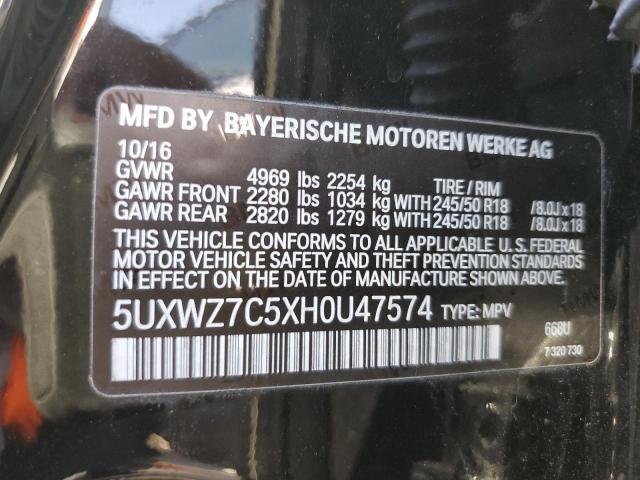 MFD BY BAYERISCHE MOTOREN WERKE AG
10/16
GVWR 4969 lbs 2254 kg TIRE / RIM
GAWR FRONT 2280 lbs 1034 kg WITH 245/50 R18 /8.0J x 18
GAWR REAR 2820 lbs 1279 kg WITH 245/50 R18 /8.0J x 18
THIS VEHICLE CONFORMS TO ALL APPLICABLE U.S. FEDERAL
MOTOR VEHICLE SAFETY AND THEFT PREVENTION STANDARDS
IN EFFECT ON THE DATE OF MANUFACTURE SHOWN ABOVE.
5UXWZ7C5XH0U47574 TYPE: MPV
668U
7 320 730